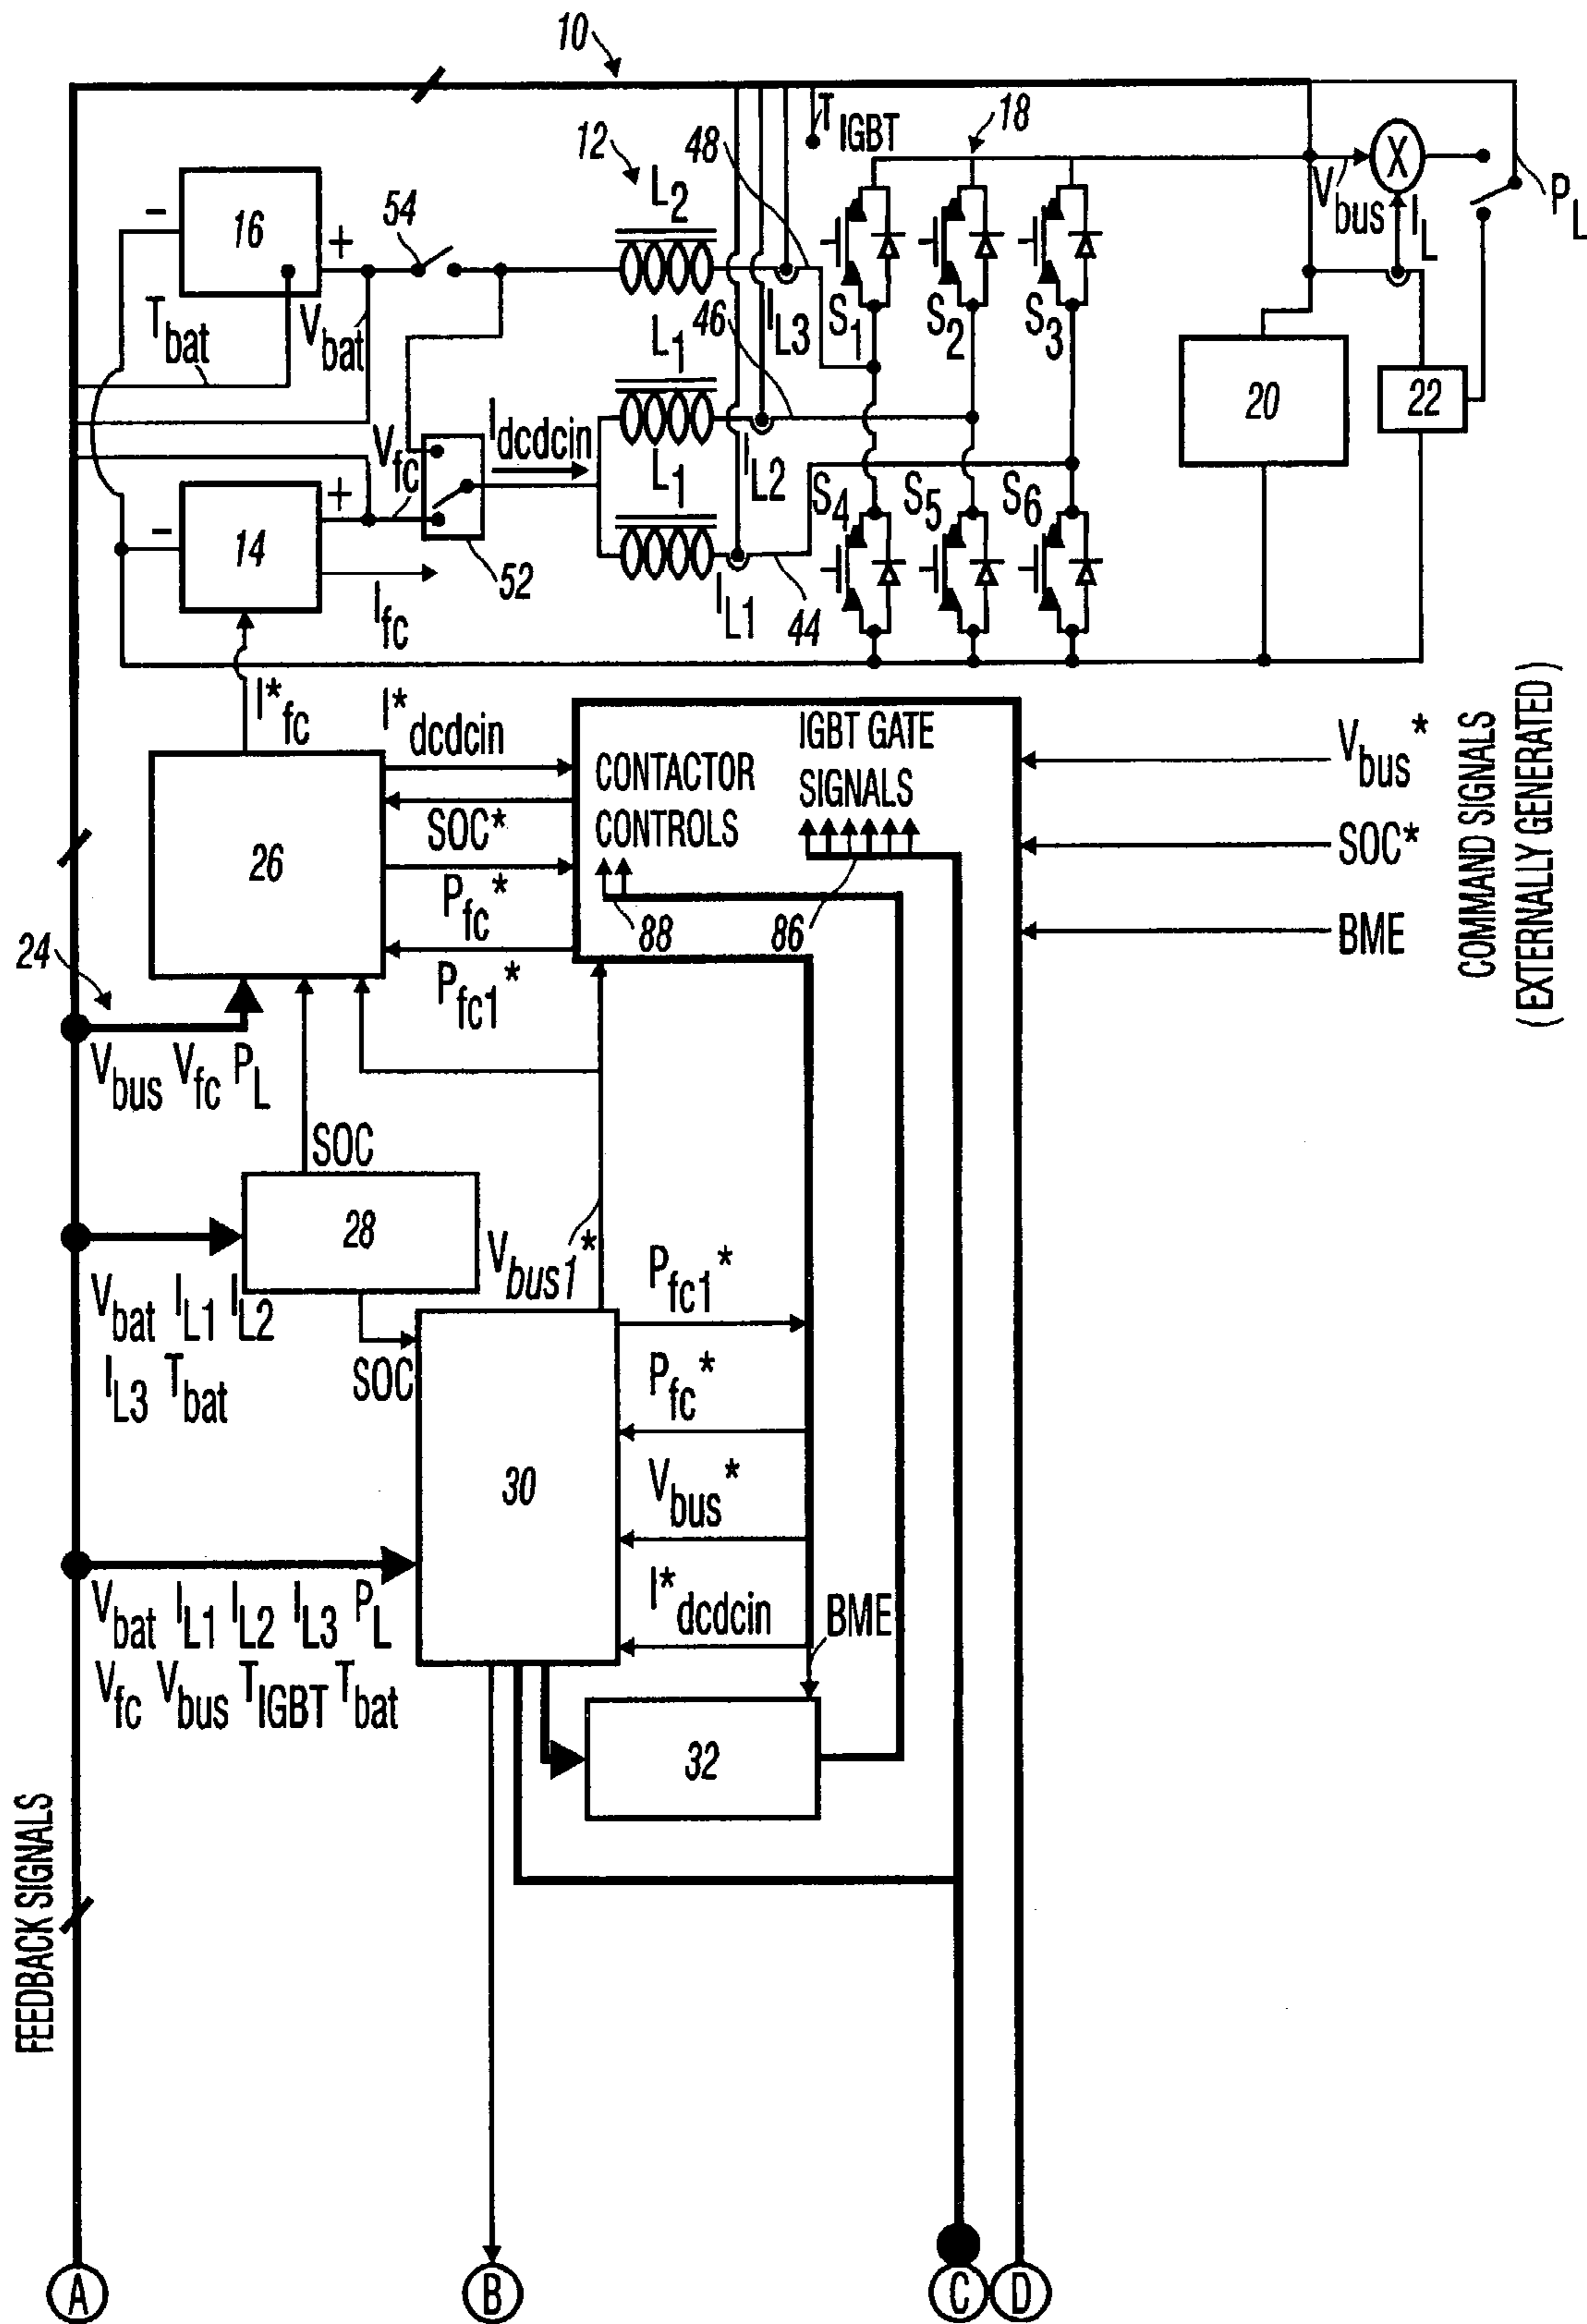 10
T IGBT
18
12
48
L2
16
-
+
54
Vbus
X
IL
PL
Tbat
Vbat
46
IL3
S1
S2
S3
L1
Idcdcin
20
22
Vfc
L1
IL2
S4
S5
S6
-
14
+
52
Ifc
IL1
44
I*fc
I*dcdcin
CONTACTOR
CONTROLS
IGBT GATE
SIGNALS
Vbus*
SOC*
BME
COMMAND SIGNALS
(EXTERNALLY GENERATED)
SOC*
26
Pfc*
88
86
Pfc1*
24
Vbus Vfc PL
SOC
28
Vbus1*
Vbat IL1 IL2
IL3 Tbat
SOC
Pfc1*
Pfc*
30
Vbus*
I*dcdcin
BME
Vbat IL1 IL2 IL3 PL
Vfc Vbus TIGBT Tbat
32
FEEDBACK SIGNALS
A
B
C
D